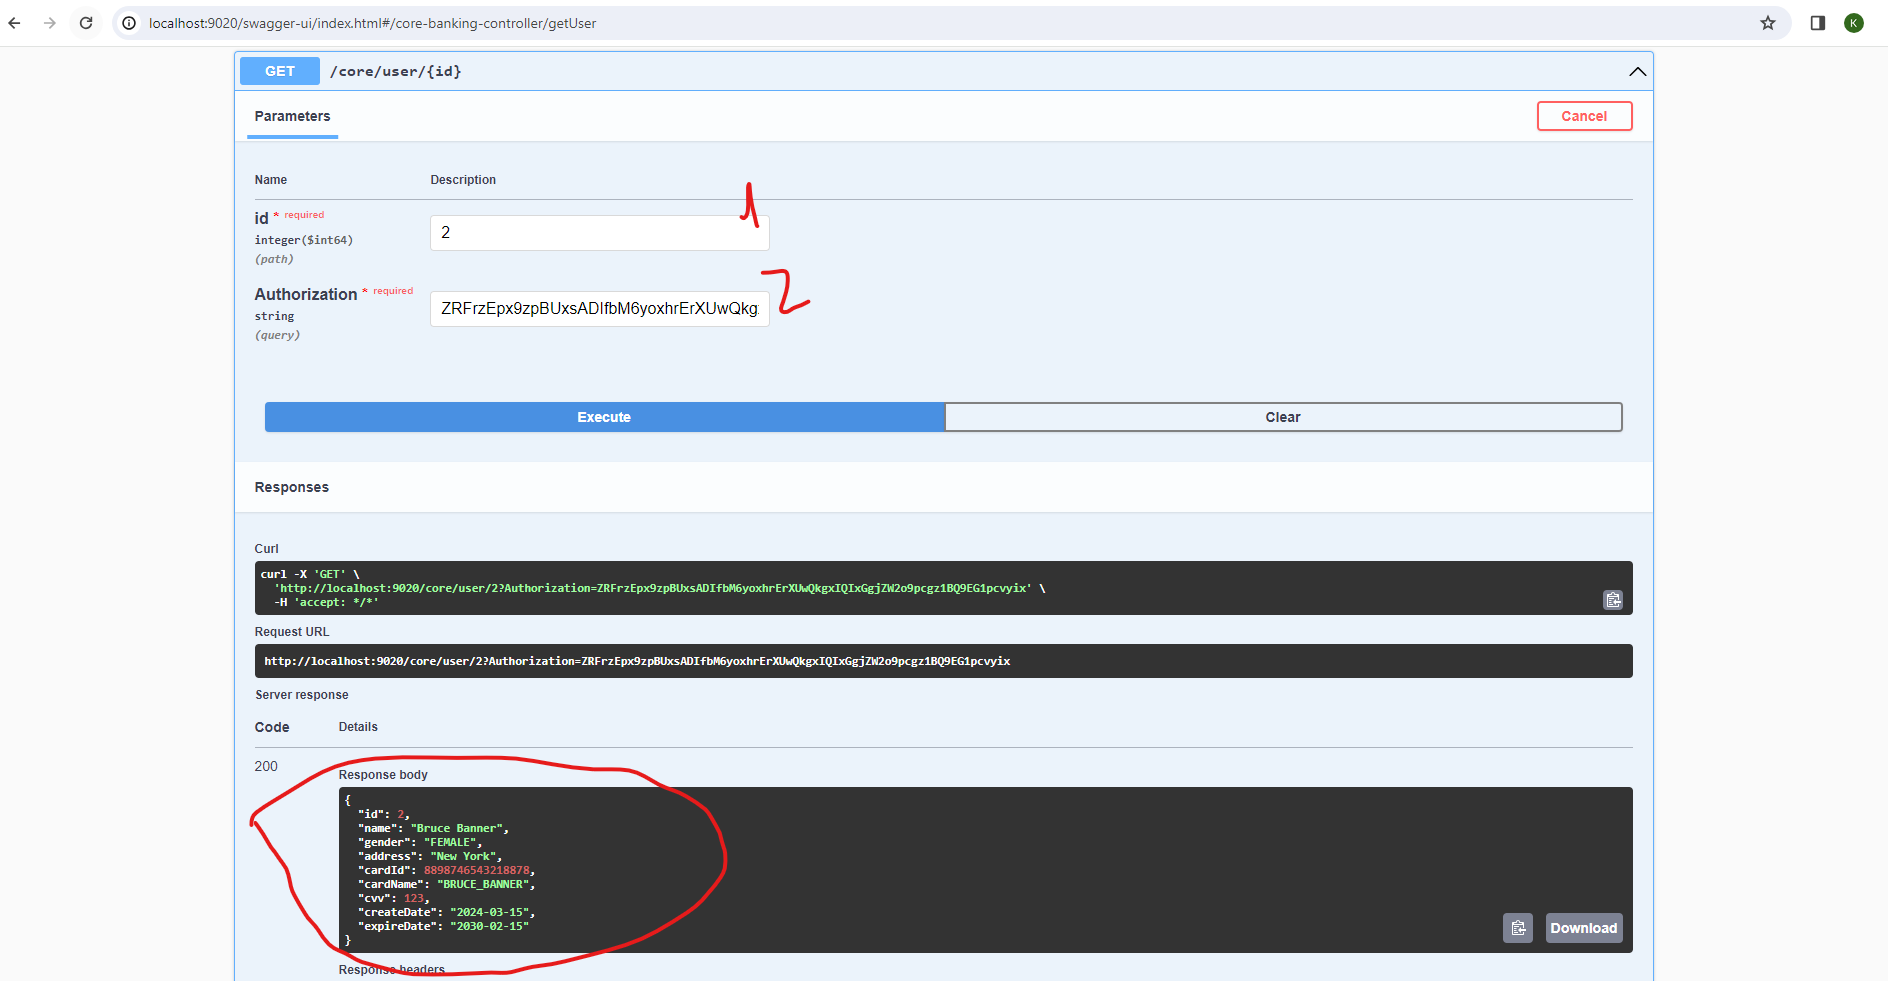 localhost:9020/swagger-ui/index.html#/core-banking-controller/getUser
K
GET /core/user/{id}
Parameters
Cancel
Name Description
id * required
integer($int64)
(path)
2
1
Authorization * required
string
(query)
ZRFrzEpx9zpBUxsADIfbM6yoxhrErXUwQkg
2
Execute
Clear
Responses
Curl
curl -X 'GET' \
'http://localhost:9020/core/user/2?Authorization=ZRFrzEpx9zpBUxsADIfbM6yoxhrErXUwQkgxIQIxGgjZW2o9pcgz1BQ9EG1pcvyix' \
-H 'accept: */*'
Request URL
http://localhost:9020/core/user/2?Authorization=ZRFrzEpx9zpBUxsADIfbM6yoxhrErXUwQkgxIQIxGgjZW2o9pcgz1BQ9EG1pcvyix
Server response
Code Details
200
Response body
{
"id": 2,
"name": "Bruce Banner",
"gender": "FEMALE",
"address": "New York",
"cardId": 8898746543218878,
"cardName": "BRUCE_BANNER",
"cvv": 123,
"createDate": "2024-03-15",
"expireDate": "2030-02-15"
}
Download
Response headers